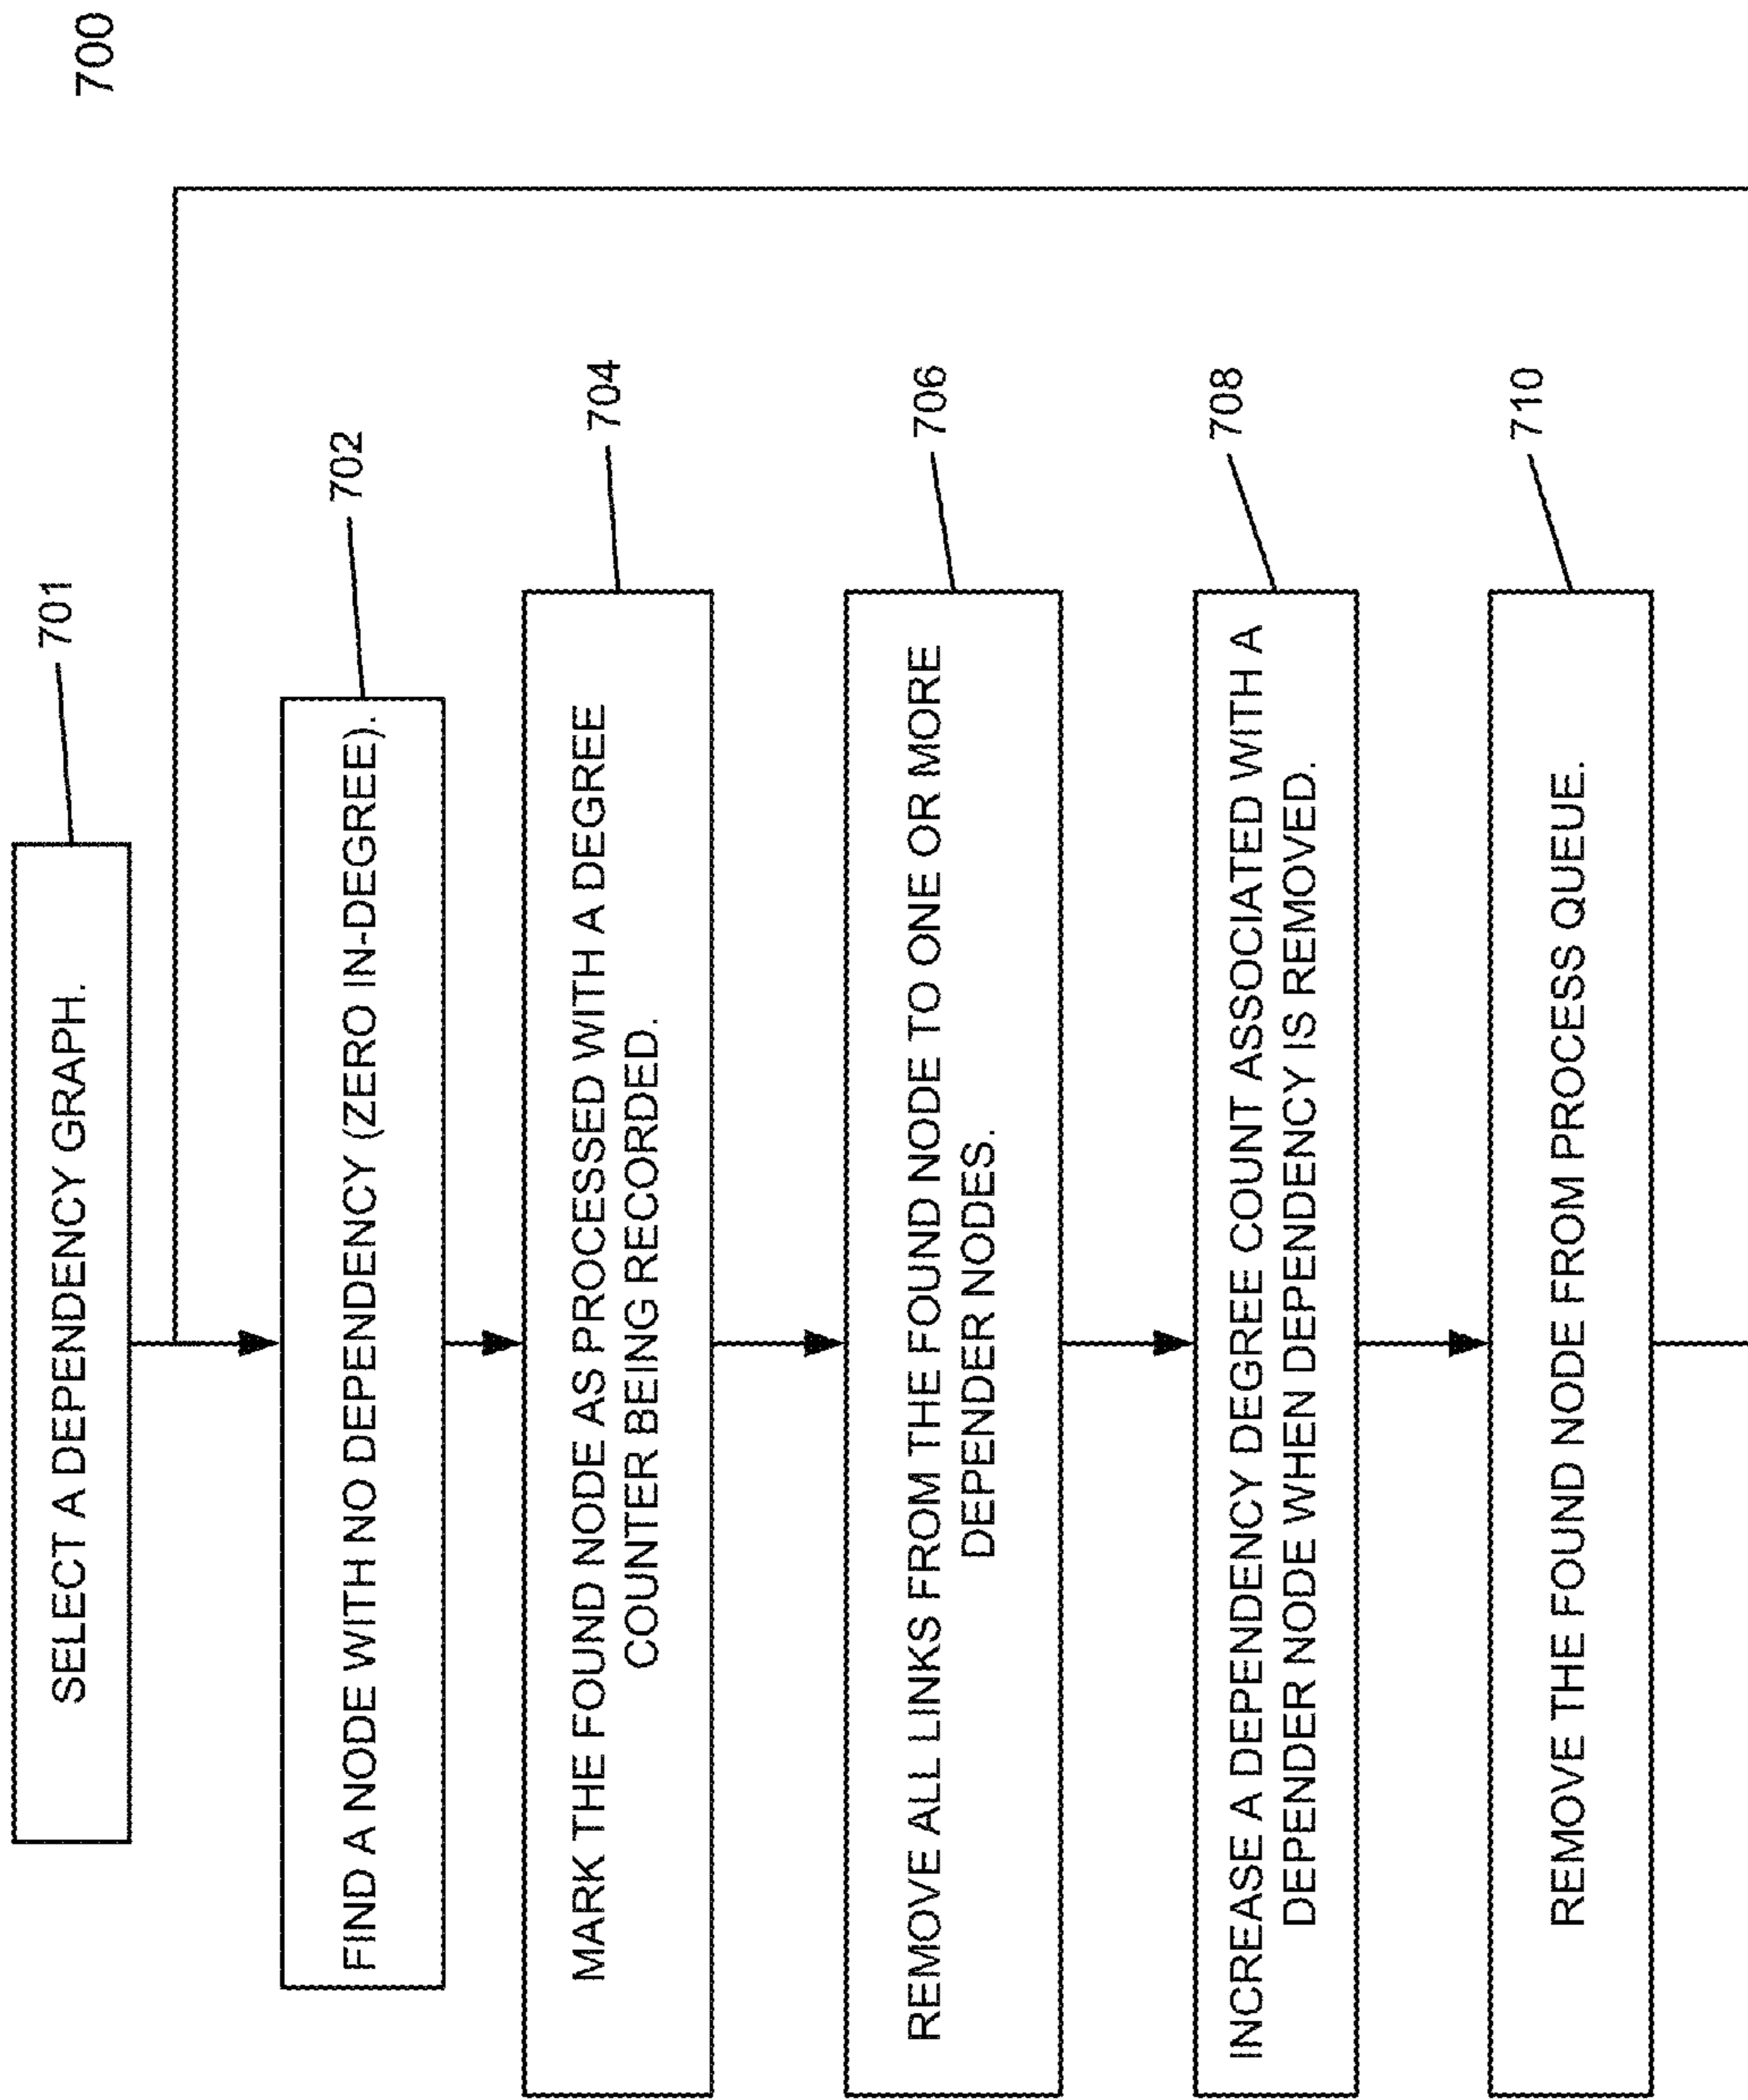 700
SELECT A DEPENDENCY GRAPH.
701
FIND A NODE WITH NO DEPENDENCY (ZERO IN-DEGREE).
702
MARK THE FOUND NODE AS PROCESSED WITH A DEGREE
COUNTER BEING RECORDED.
704
REMOVE ALL LINKS FROM THE FOUND NODE TO ONE OR MORE
DEPENDER NODES.
706
INCREASE A DEPENDENCY DEGREE COUNT ASSOCIATED WITH A
DEPENDER NODE WHEN DEPENDENCY IS REMOVED.
708
REMOVE THE FOUND NODE FROM PROCESS QUEUE.
710